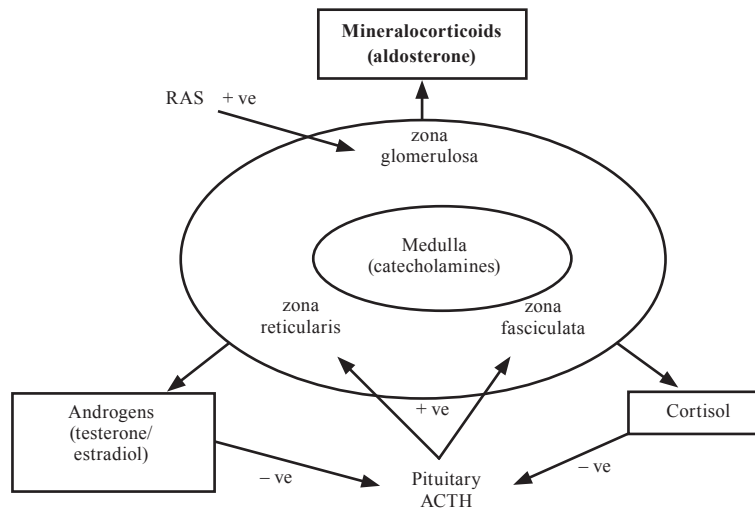 Mineralocorticoids
(aldosterone)
RAS + ve
zona
glomerulosa
Medulla
(catecholamines)
zona
reticularis
zona
fasciculata
Androgens
(testerone/
estradiol)
+ ve
Cortisol
– ve
– ve
Pituitary
ACTH